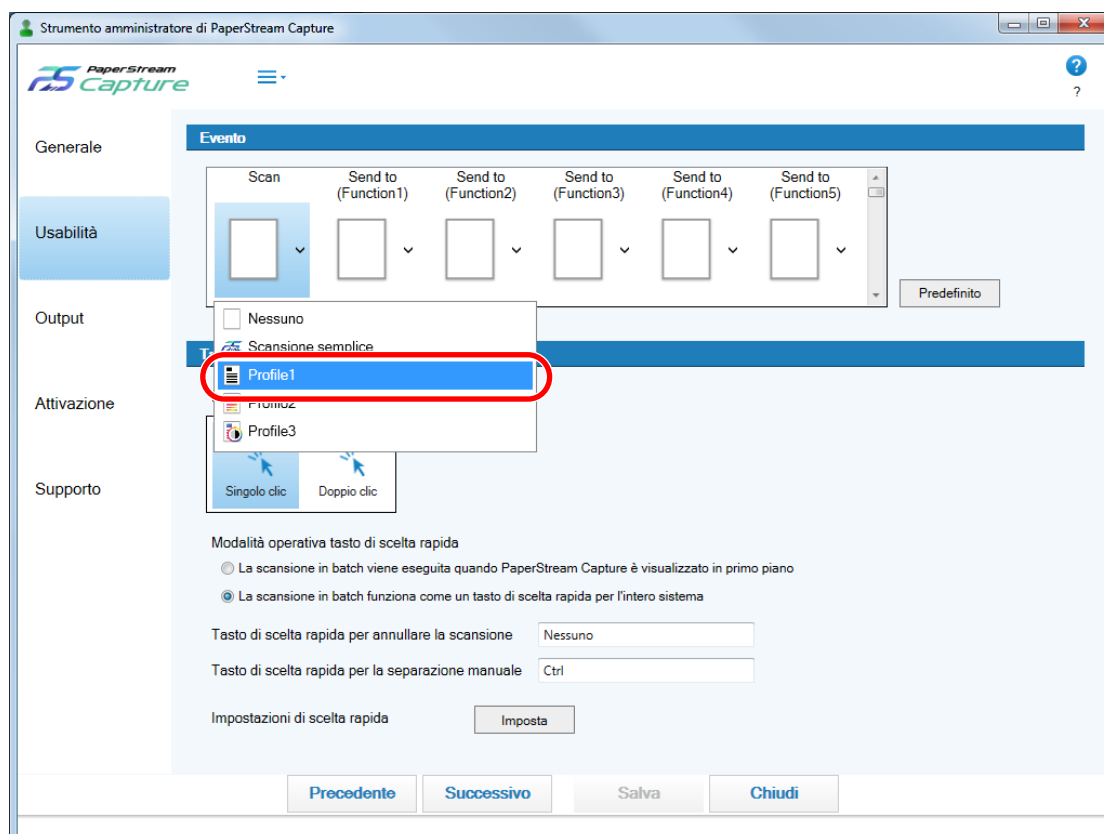 Strumento amministratore di PaperStream Capture
PaperStream
Capture
?
?
Generale
Usabilità
Output
Attivazione
Supporto
Evento
Scan
Send to
(Function1)
Send to
(Function2)
Send to
(Function3)
Send to
(Function4)
Send to
(Function5)
Predefinito
Nessuno
Scansione semplice
Profile1
Profilo2
Profile3
Singolo clic
Doppio clic
Modalità operativa tasto di scelta rapida
La scansione in batch viene eseguita quando PaperStream Capture è visualizzato in primo piano
La scansione in batch funziona come un tasto di scelta rapida per l'intero sistema
Tasto di scelta rapida per annullare la scansione Nessuno
Tasto di scelta rapida per la separazione manuale Ctrl
Impostazioni di scelta rapida Imposta
Precedente Successivo Salva Chiudi